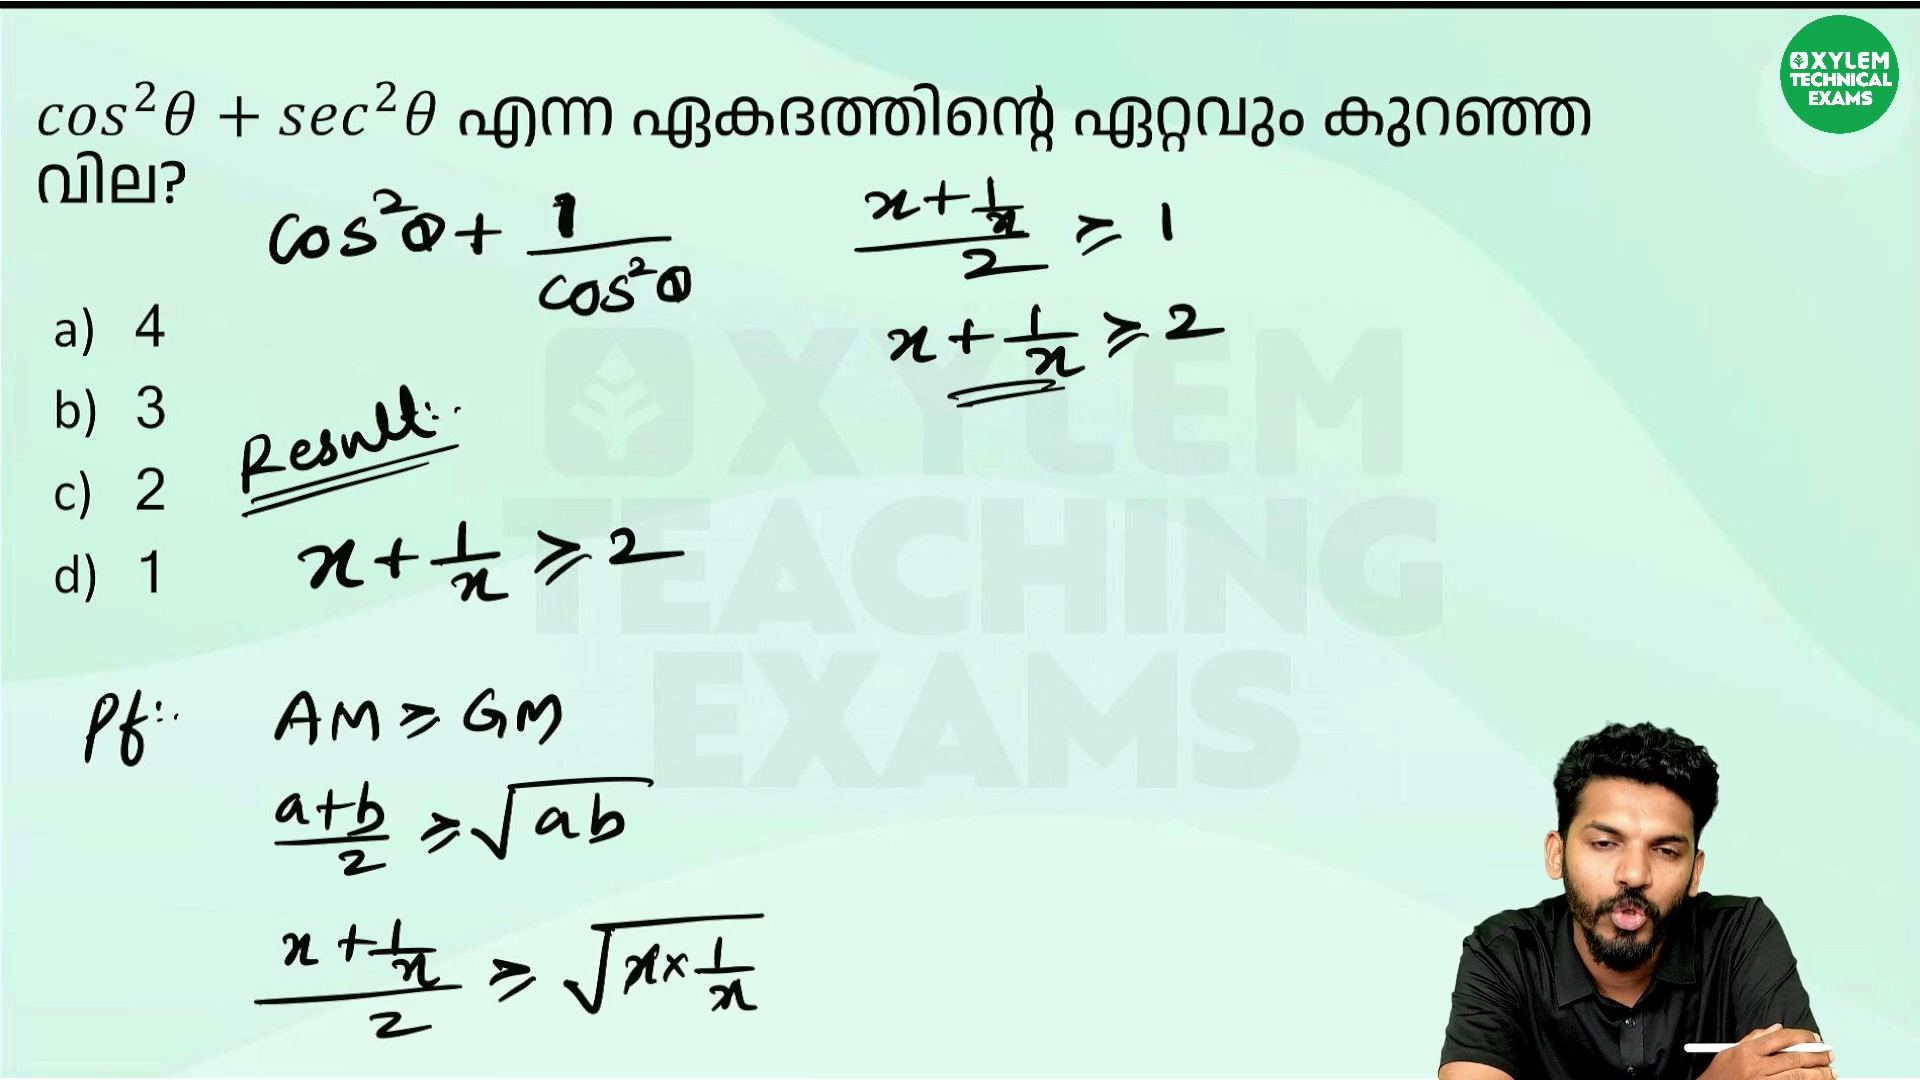 XYLEM
TECHNICAL
EXAMS
cos²θ + sec²θ എന്ന ഏകദത്തിന്റെ ഏറ്റവും കുറഞ്ഞ
വില?
cos²θ + 1/cos²θ
(x + 1/x)/2 ≥ 1
x + 1/x ≥ 2
a) 4
b) 3
c) 2
d) 1
Result:
x + 1/x ≥ 2
Pf:
AM ≥ GM
(a+b)/2 ≥ √ab
(x + 1/x)/2 ≥ √(x × 1/x)
XYLEM
TEACHING
EXAMS